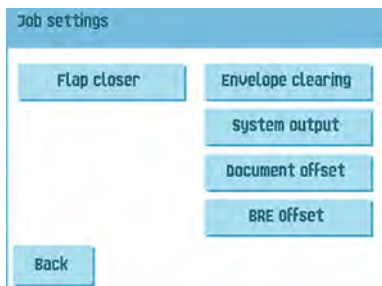 Job settings
Flap closer
Envelope clearing
System output
Document offset
BRE offset
Back